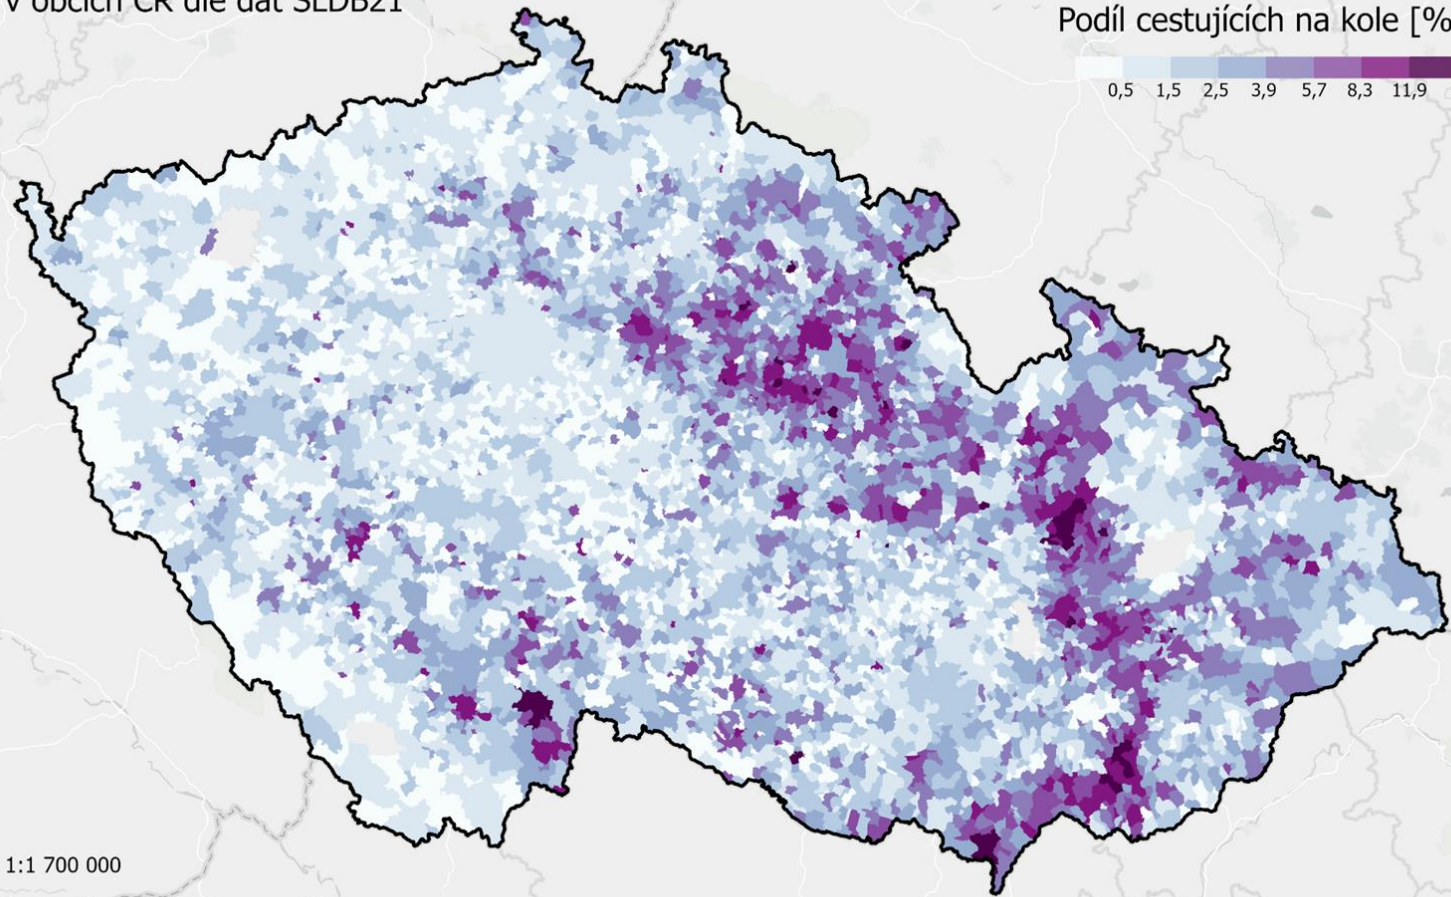 v obcích ČR dle dat SLDB21
Podíl cestujících na kole [%
0,5 1,5 2,5 3,9 5,7 8,3 11,9
1:1 700 000